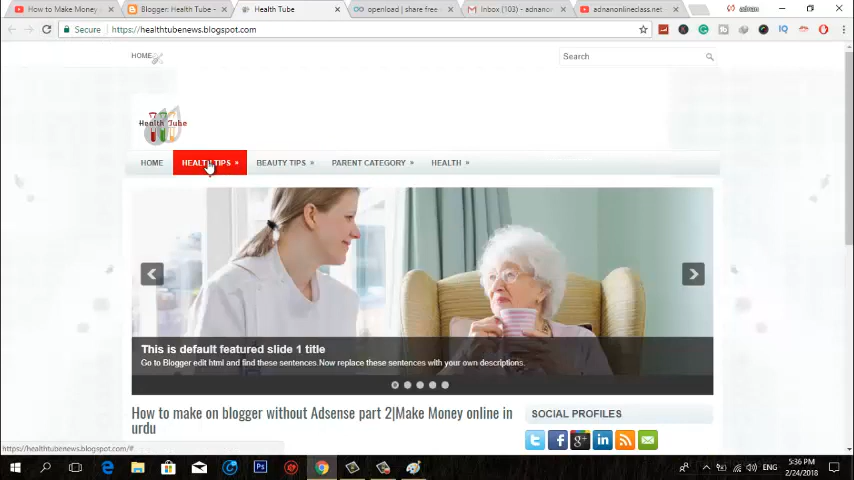 How to Make Money
Blogger: Health Tube -
Health Tube
openload | share free
Inbox (103) - adnano
adnanonlineclass.net
adnan
Secure
https://healthtubenews.blogspot.com
HOME
Search
Health Tube
HOME
HEALTH TIPS »
BEAUTY TIPS »
PARENT CATEGORY »
HEALTH »
This is default featured slide 1 title
Go to Blogger edit html and find these sentences.Now replace these sentences with your own descriptions.
How to make on blogger without Adsense part 2|Make Money online in
urdu
SOCIAL PROFILES
https://healthtubenews.blogspot.com/#
ENG
5:36 PM
2/24/2018